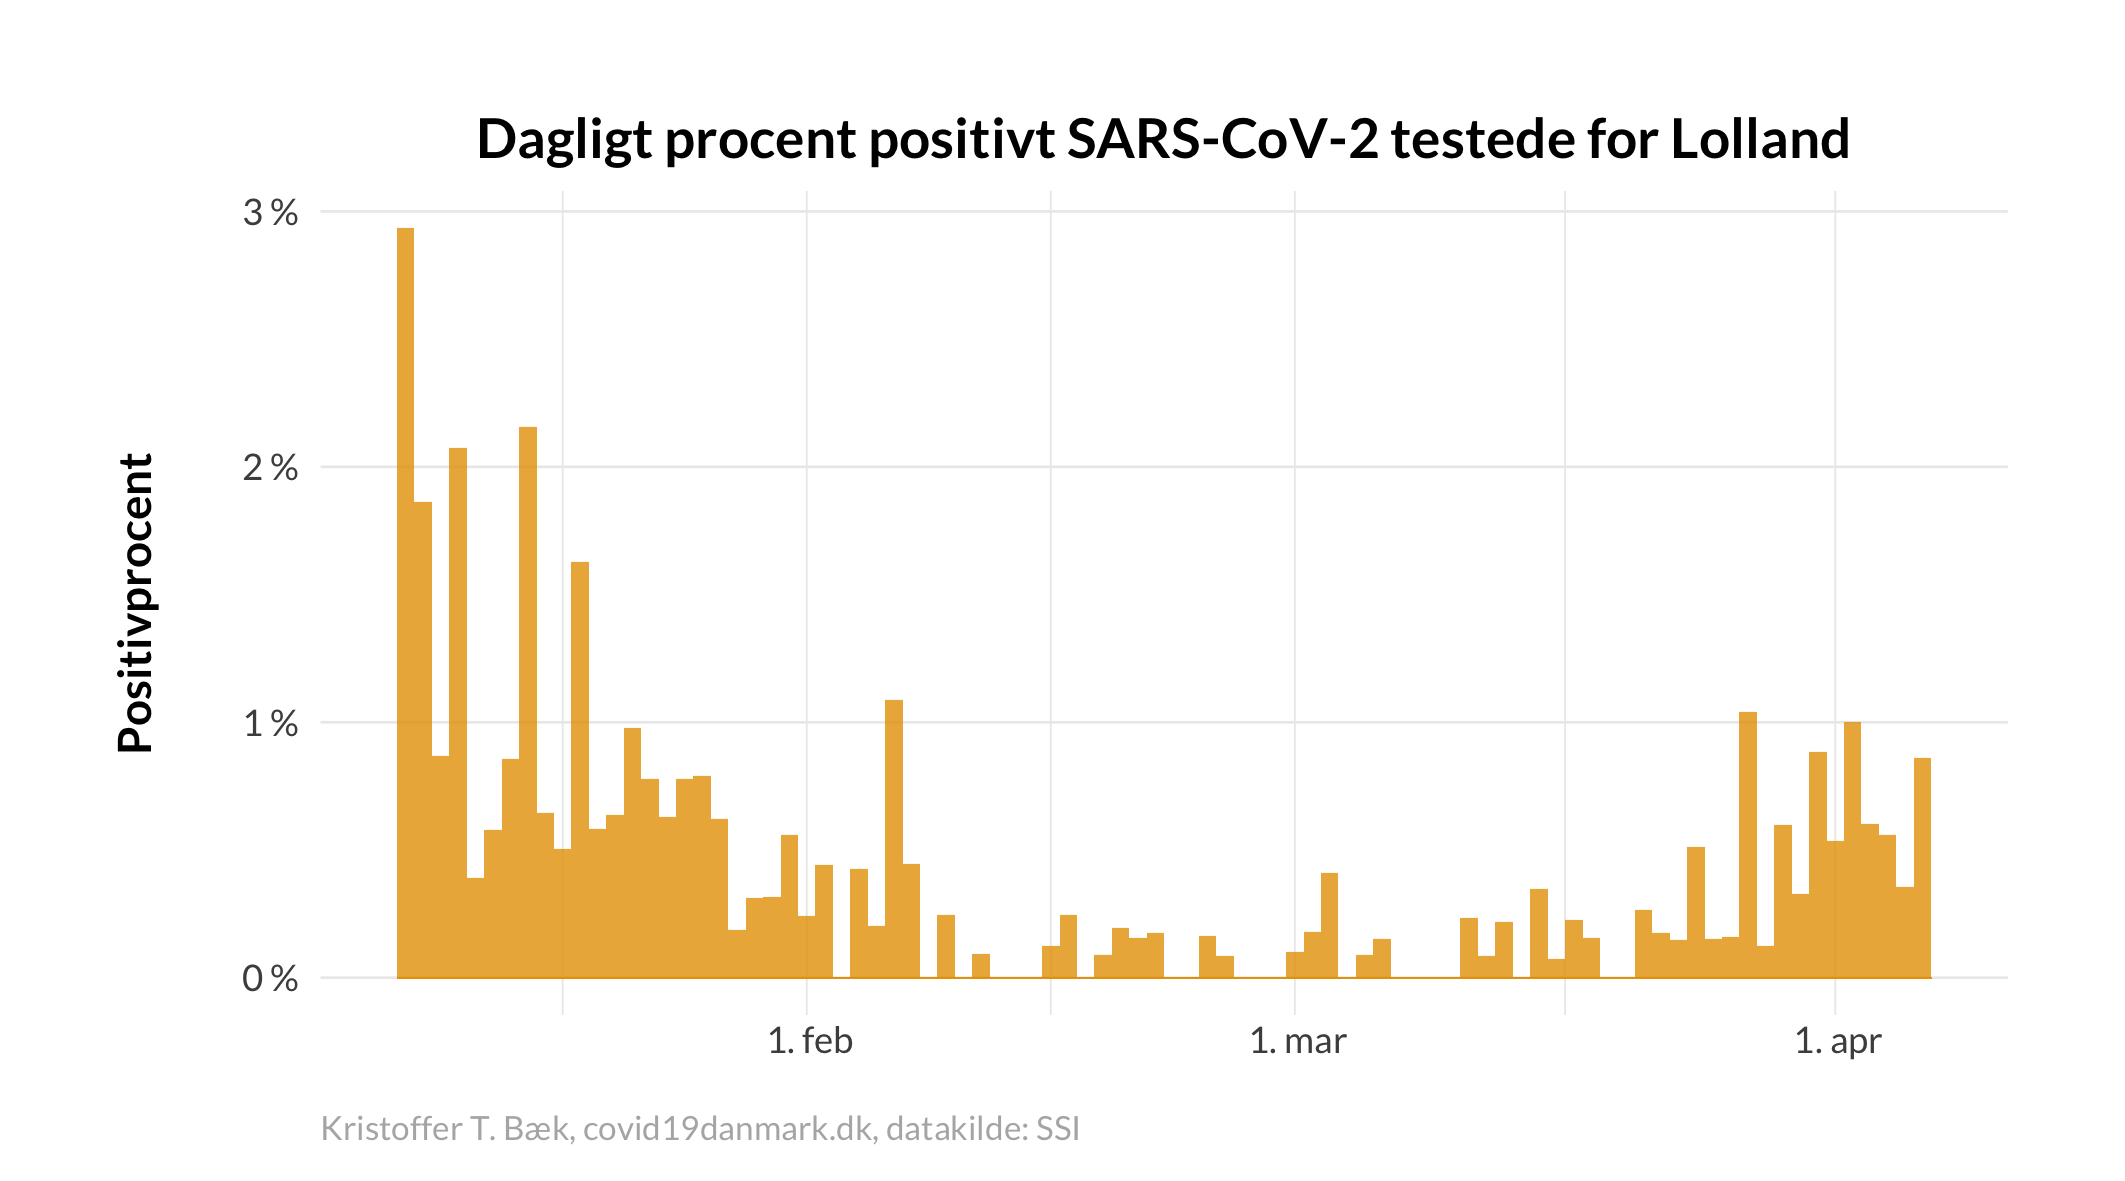 Dagligt procent positivt SARS-CoV-2 testede for Lolland
Positivprocent
3 %
2 %
1 %
0 %
1. feb
1. mar
1. apr
Kristoffer T. Bæk, covid19danmark.dk, datakilde: SSI